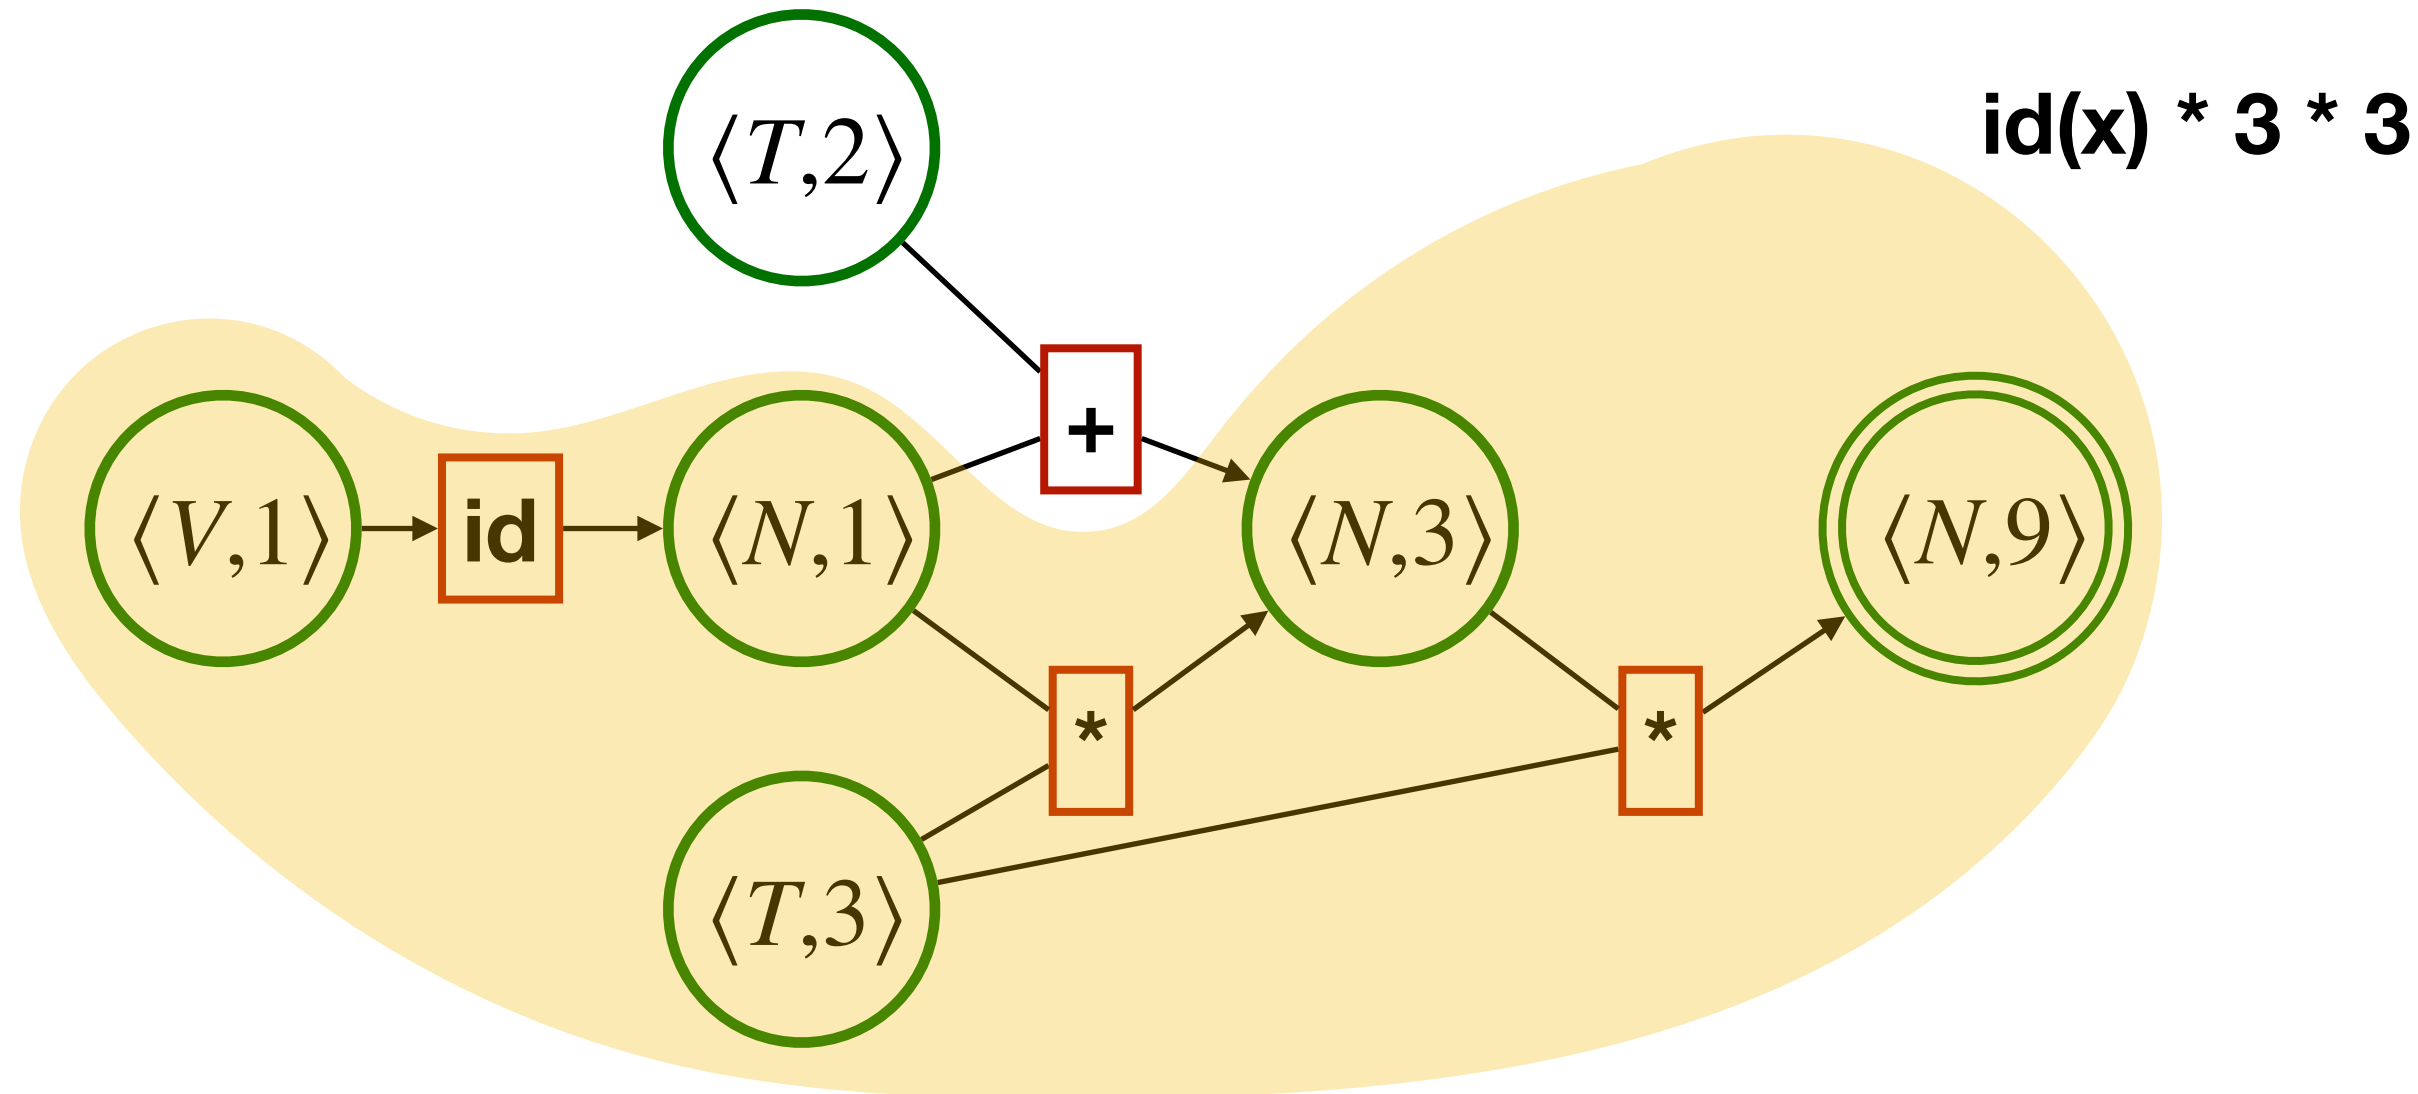 ⟨T,2⟩
id(x) * 3 * 3
+
⟨V,1⟩
id
⟨N,1⟩
⟨N,3⟩
⟨N,9⟩
*
*
⟨T,3⟩